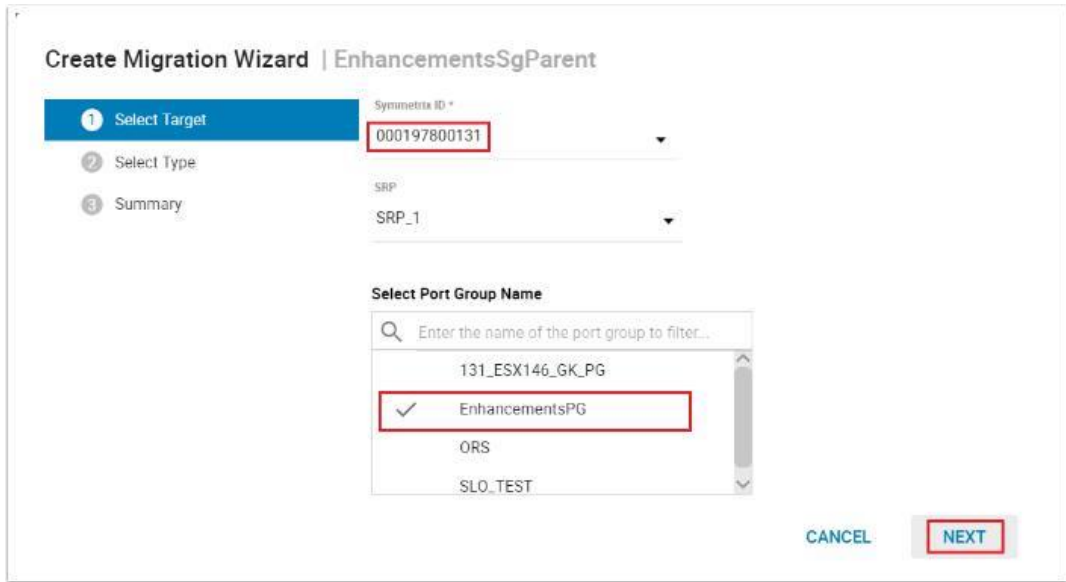 Create Migration Wizard | EnhancementsSgParent
1 Select Target
2 Select Type
3 Summary
Symmetrix ID *
000197800131
SRP
SRP_1
Select Port Group Name
Enter the name of the port group to filter...
131_ESX146_GK_PG
EnhancementsPG
ORS
SLO_TEST
CANCEL NEXT